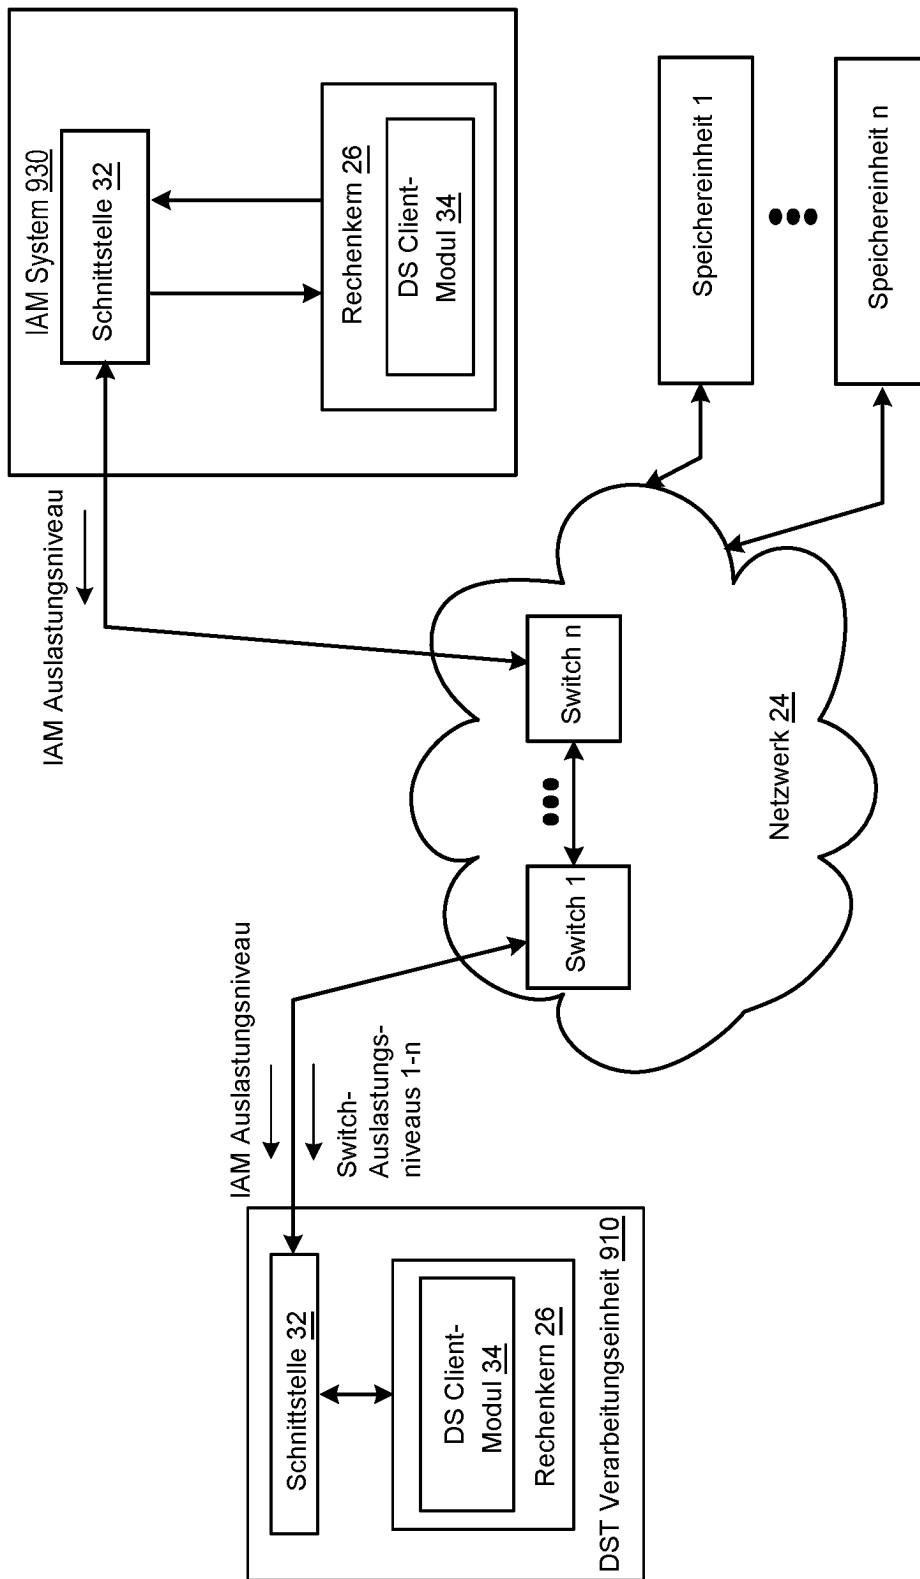 Schnittstelle 32
DS Client-
Modul 34
Rechenkern 26
DST Verarbeitungseinheit 910
IAM Auslastungsniveau
Switch-
Auslastungs-
niveaus 1-n
Switch 1
Switch n
Netzwerk 24
IAM Auslastungsniveau
IAM System 930
Schnittstelle 32
Rechenkern 26
DS Client-
Modul 34
Speichereinheit 1
Speichereinheit n